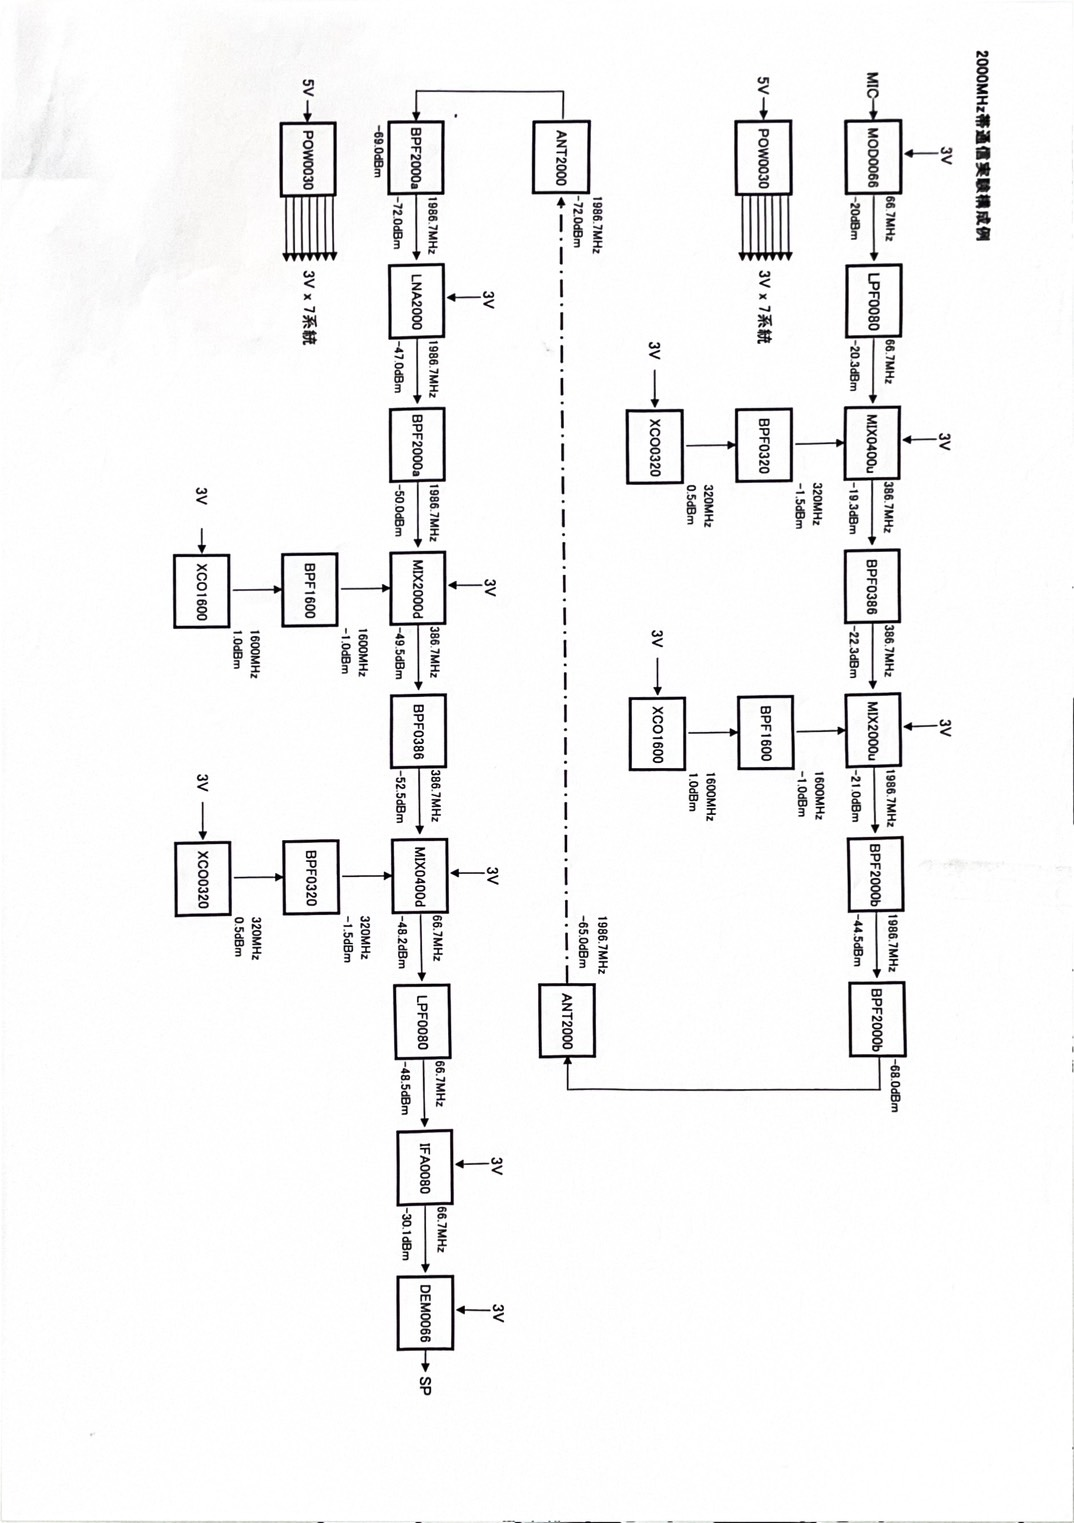 2000MHz帯通信実験構成例
3V
MIC
MOD0066
66.7MHz
-20dBm
LPF0080
66.7MHz
-20.3dBm
3V
MIX0400u
386.7MHz
-19.3dBm
BPF0386
386.7MHz
-22.3dBm
3V
MIX2000u
1986.7MHz
-21.0dBm
BPF2000b
1986.7MHz
-44.5dBm
BPF2000b
-68.0dBm
5V
POW0030
3V x 7系統
BPF0320
320MHz
-1.5dBm
BPF1600
1600MHz
-1.0dBm
3V
XCO0320
320MHz
0.5dBm
3V
XCO1600
1600MHz
1.0dBm
ANT2000
1986.7MHz
-72.0dBm
1986.7MHz
-65.0dBm
ANT2000
BPF2000a
-69.0dBm
1986.7MHz
-72.0dBm
3V
LNA2000
1986.7MHz
-47.0dBm
BPF2000a
1986.7MHz
-50.0dBm
3V
MIX2000d
386.7MHz
-49.5dBm
BPF0386
386.7MHz
-52.5dBm
3V
MIX0400d
66.7MHz
-48.2dBm
LPF0080
66.7MHz
-48.5dBm
3V
IFA0080
66.7MHz
-30.1dBm
3V
DEM0066
SP
5V
POW0030
3V x 7系統
BPF1600
1600MHz
-1.0dBm
BPF0320
320MHz
-1.5dBm
3V
XCO1600
1600MHz
1.0dBm
3V
XCO0320
320MHz
0.5dBm